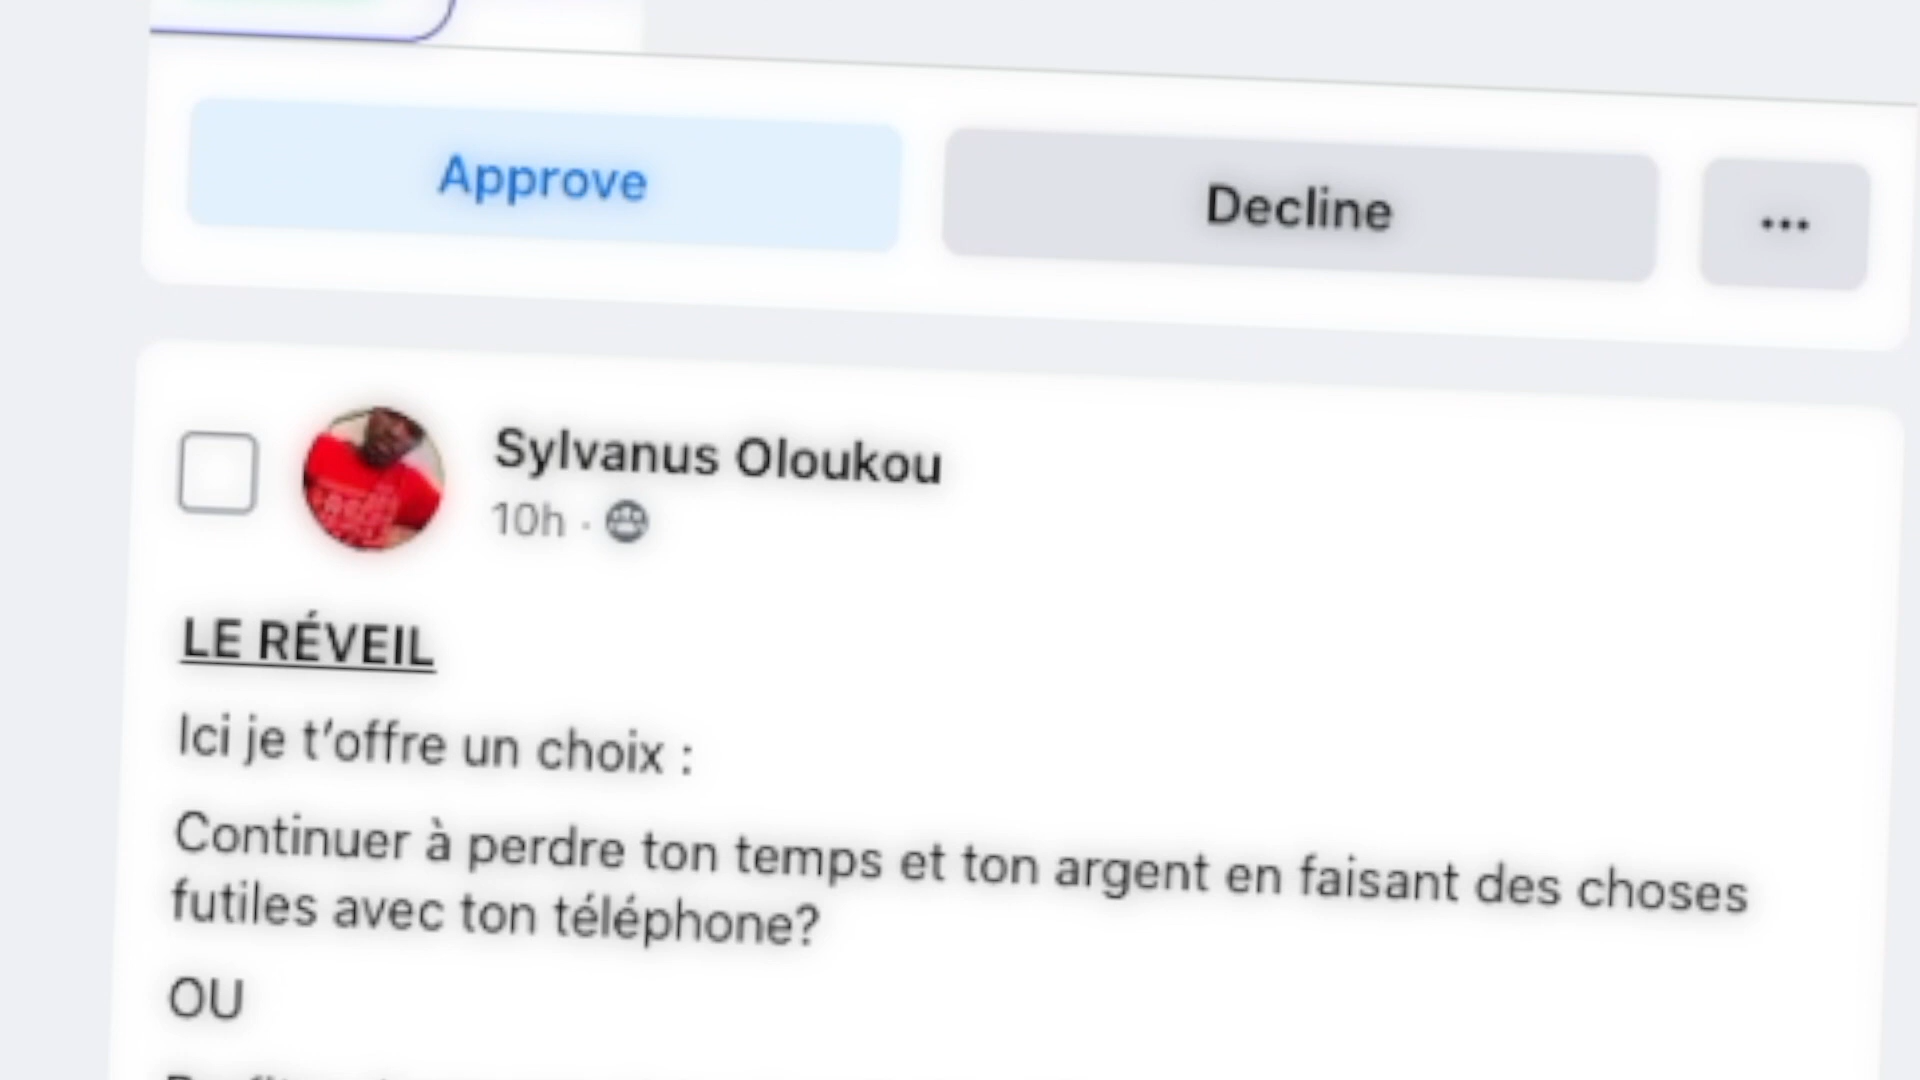 Approve
Decline
...
Sylvanus Oloukou
10h ·
LE RÉVEIL
Ici je t’offre un choix :
Continuer à perdre ton temps et ton argent en faisant des choses
futiles avec ton téléphone?
OU